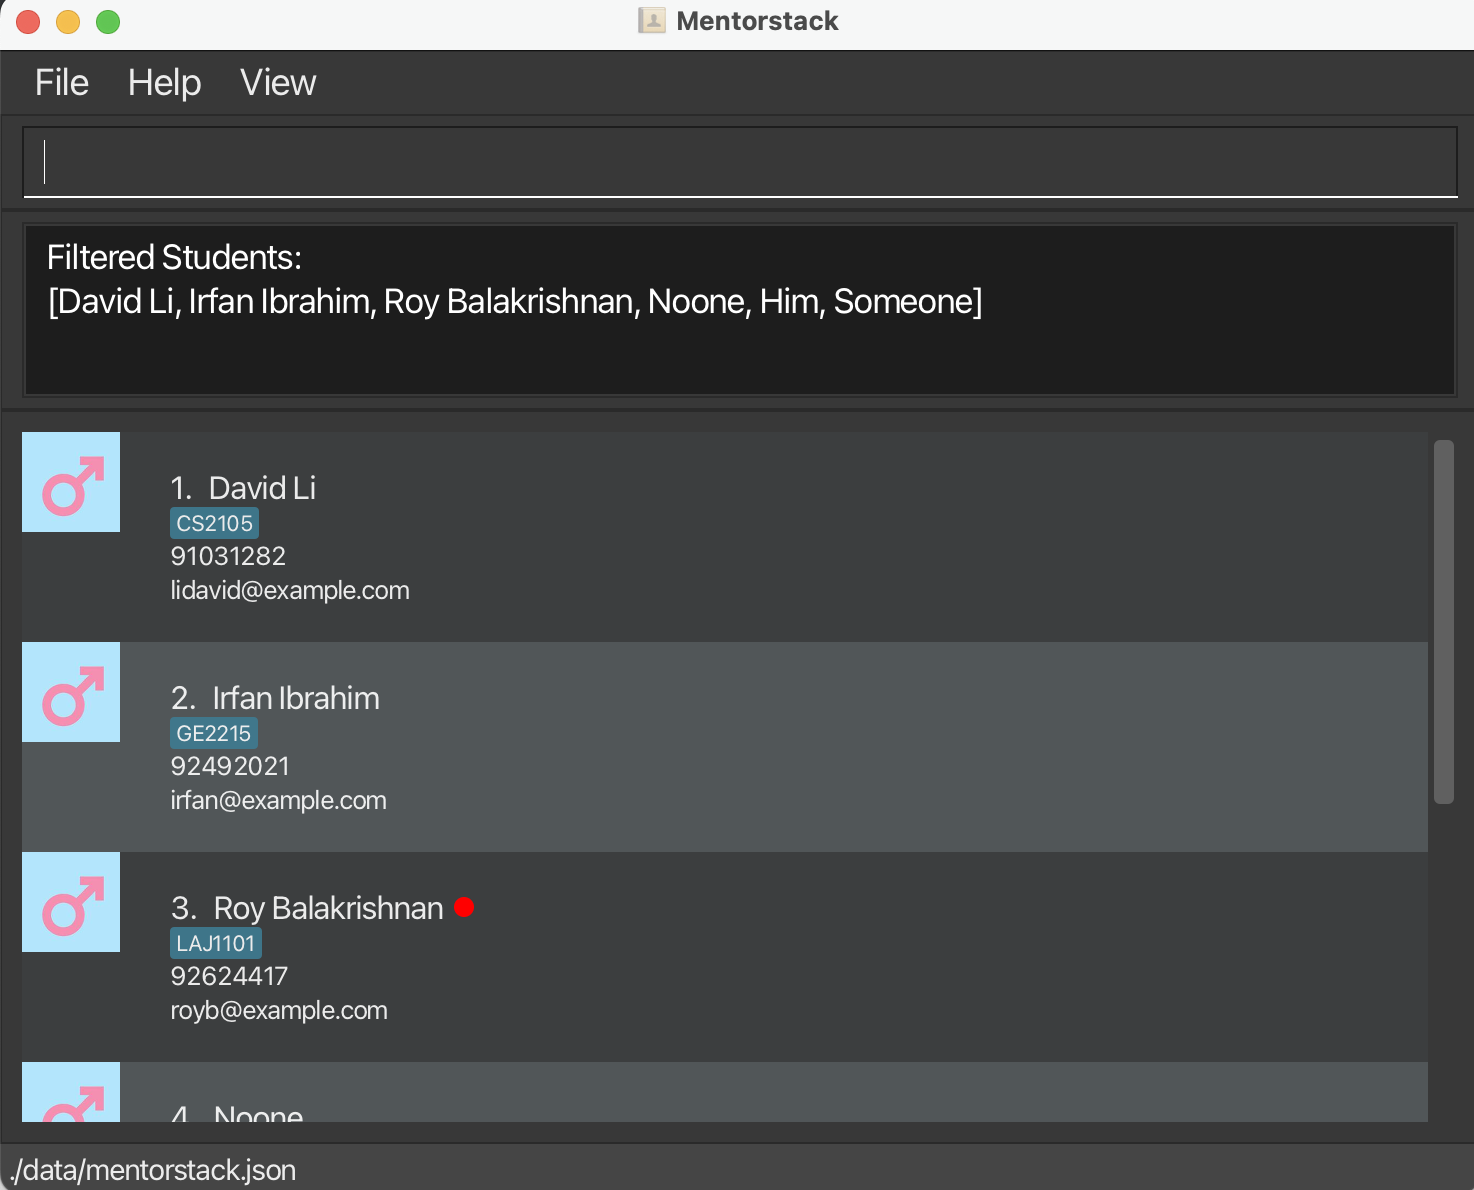 Mentorstack
File Help View
Filtered Students:
[David Li, Irfan Ibrahim, Roy Balakrishnan, Noone, Him, Someone]
1. David Li
CS2105
91031282
lidavid@example.com
2. Irfan Ibrahim
GE2215
92492021
irfan@example.com
3. Roy Balakrishnan
LAJ1101
92624417
royb@example.com
4. Noone
./data/mentorstack.json